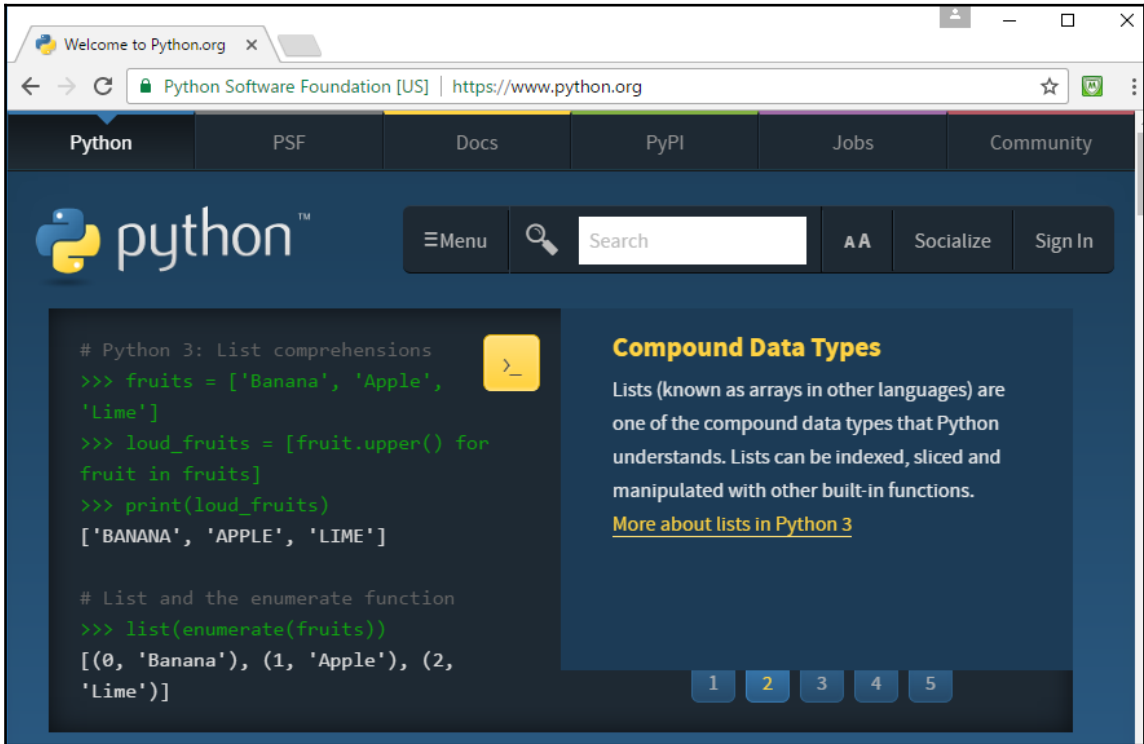 Welcome to Python.org
Python Software Foundation [US] | https://www.python.org
Python PSF Docs PyPI Jobs Community
python™
≡Menu Search AA Socialize Sign In
# Python 3: List comprehensions
>>> fruits = ['Banana', 'Apple',
'Lime']
>>> loud_fruits = [fruit.upper() for
fruit in fruits]
>>> print(loud_fruits)
['BANANA', 'APPLE', 'LIME']
# List and the enumerate function
>>> list(enumerate(fruits))
[(0, 'Banana'), (1, 'Apple'), (2,
'Lime')]
>_
Compound Data Types
Lists (known as arrays in other languages) are
one of the compound data types that Python
understands. Lists can be indexed, sliced and
manipulated with other built-in functions.
More about lists in Python 3
1 2 3 4 5